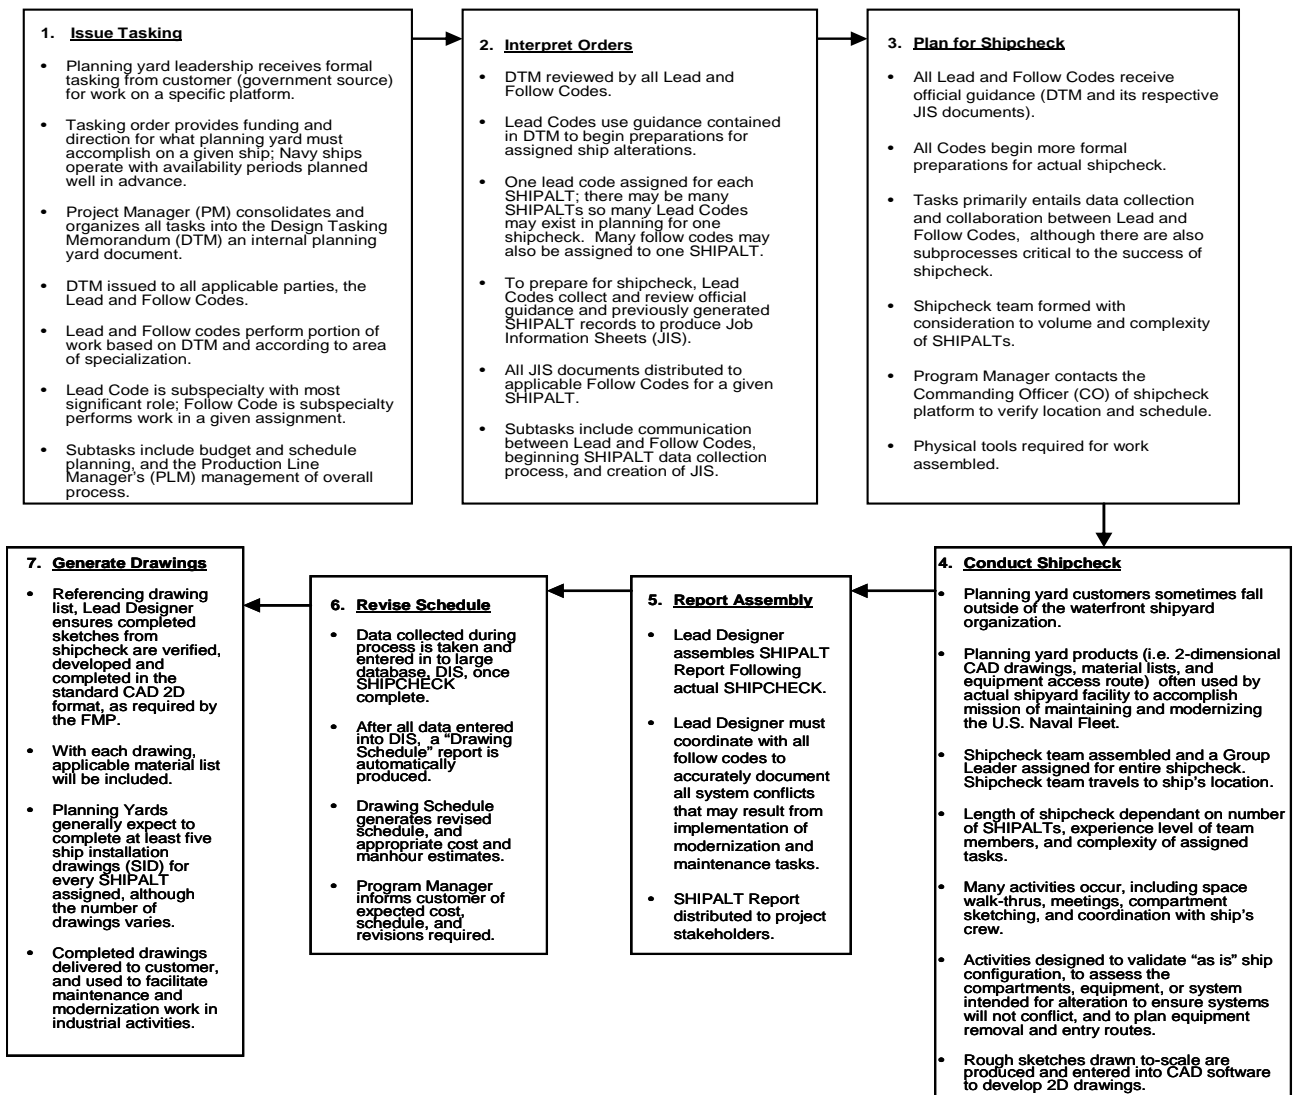 1. Issue Tasking
• Planning yard leadership receives formal
tasking from customer (government source)
for work on a specific platform.
• Tasking order provides funding and
direction for what planning yard must
accomplish on a given ship; Navy ships
operate with availability periods planned
well in advance.
• Project Manager (PM) consolidates and
organizes all tasks into the Design Tasking
Memorandum (DTM) an internal planning
yard document.
• DTM issued to all applicable parties, the
Lead and Follow Codes.
• Lead and Follow codes perform portion of
work based on DTM and according to area
of specialization.
• Lead Code is subspecialty with most
significant role; Follow Code is subspecialty
performs work in a given assignment.
• Subtasks include budget and schedule
planning, and the Production Line
Manager's (PLM) management of overall
process.
2. Interpret Orders
• DTM reviewed by all Lead and
Follow Codes.
• Lead Codes use guidance contained
in DTM to begin preparations for
assigned ship alterations.
• One lead code assigned for each
SHIPALT; there may be many
SHIPALTs so many Lead Codes
may exist in planning for one
shipcheck. Many follow codes may
also be assigned to one SHIPALT.
• To prepare for shipcheck, Lead
Codes collect and review official
guidance and previously generated
SHIPALT records to produce Job
Information Sheets (JIS).
• All JIS documents distributed to
applicable Follow Codes for a given
SHIPALT.
• Subtasks include communication
between Lead and Follow Codes,
beginning SHIPALT data collection
process, and creation of JIS.
3. Plan for Shipcheck
• All Lead and Follow Codes receive
official guidance (DTM and its respective
JIS documents).
• All Codes begin more formal
preparations for actual shipcheck.
• Tasks primarily entails data collection
and collaboration between Lead and
Follow Codes, although there are also
subprocesses critical to the success of
shipcheck.
• Shipcheck team formed with
consideration to volume and complexity
of SHIPALTs.
• Program Manager contacts the
Commanding Officer (CO) of shipcheck
platform to verify location and schedule.
• Physical tools required for work
assembled.
4. Conduct Shipcheck
• Planning yard customers sometimes fall
outside of the waterfront shipyard
organization.
• Planning yard products (i.e. 2-dimensional
CAD drawings, material lists, and
equipment access route) often used by
actual shipyard facility to accomplish
mission of maintaining and modernizing
the U.S. Naval Fleet.
• Shipcheck team assembled and a Group
Leader assigned for entire shipcheck.
Shipcheck team travels to ship's location.
• Length of shipcheck dependant on number
of SHIPALTs, experience level of team
members, and complexity of assigned
tasks.
• Many activities occur, including space
walk-thrus, meetings, compartment
sketching, and coordination with ship's
crew.
• Activities designed to validate "as is" ship
configuration, to assess the
compartments, equipment, or system
intended for alteration to ensure systems
will not conflict, and to plan equipment
removal and entry routes.
• Rough sketches drawn to-scale are
produced and entered into CAD software
to develop 2D drawings.
5. Report Assembly
• Lead Designer
assembles SHIPALT
Report Following
actual SHIPCHECK.
• Lead Designer must
coordinate with all
follow codes to
accurately document
all system conflicts
that may result from
implementation of
modernization and
maintenance tasks.
• SHIPALT Report
distributed to project
stakeholders.
6. Revise Schedule
• Data collected during
process is taken and
entered in to large
database, DIS, once
SHIPCHECK
complete.
• After all data entered
into DIS, a "Drawing
Schedule" report is
automatically
produced.
• Drawing Schedule
generates revised
schedule, and
appropriate cost and
manhour estimates.
• Program Manager
informs customer of
expected cost,
schedule, and
revisions required.
7. Generate Drawings
• Referencing drawing
list, Lead Designer
ensures completed
sketches from
shipcheck are verified,
developed and
completed in the
standard CAD 2D
format, as required by
the FMP.
• With each drawing,
applicable material list
will be included.
• Planning Yards
generally expect to
complete at least five
ship installation
drawings (SID) for
every SHIPALT
assigned, although
the number of
drawings varies.
• Completed drawings
delivered to customer,
and used to facilitate
maintenance and
modernization work in
industrial activities.